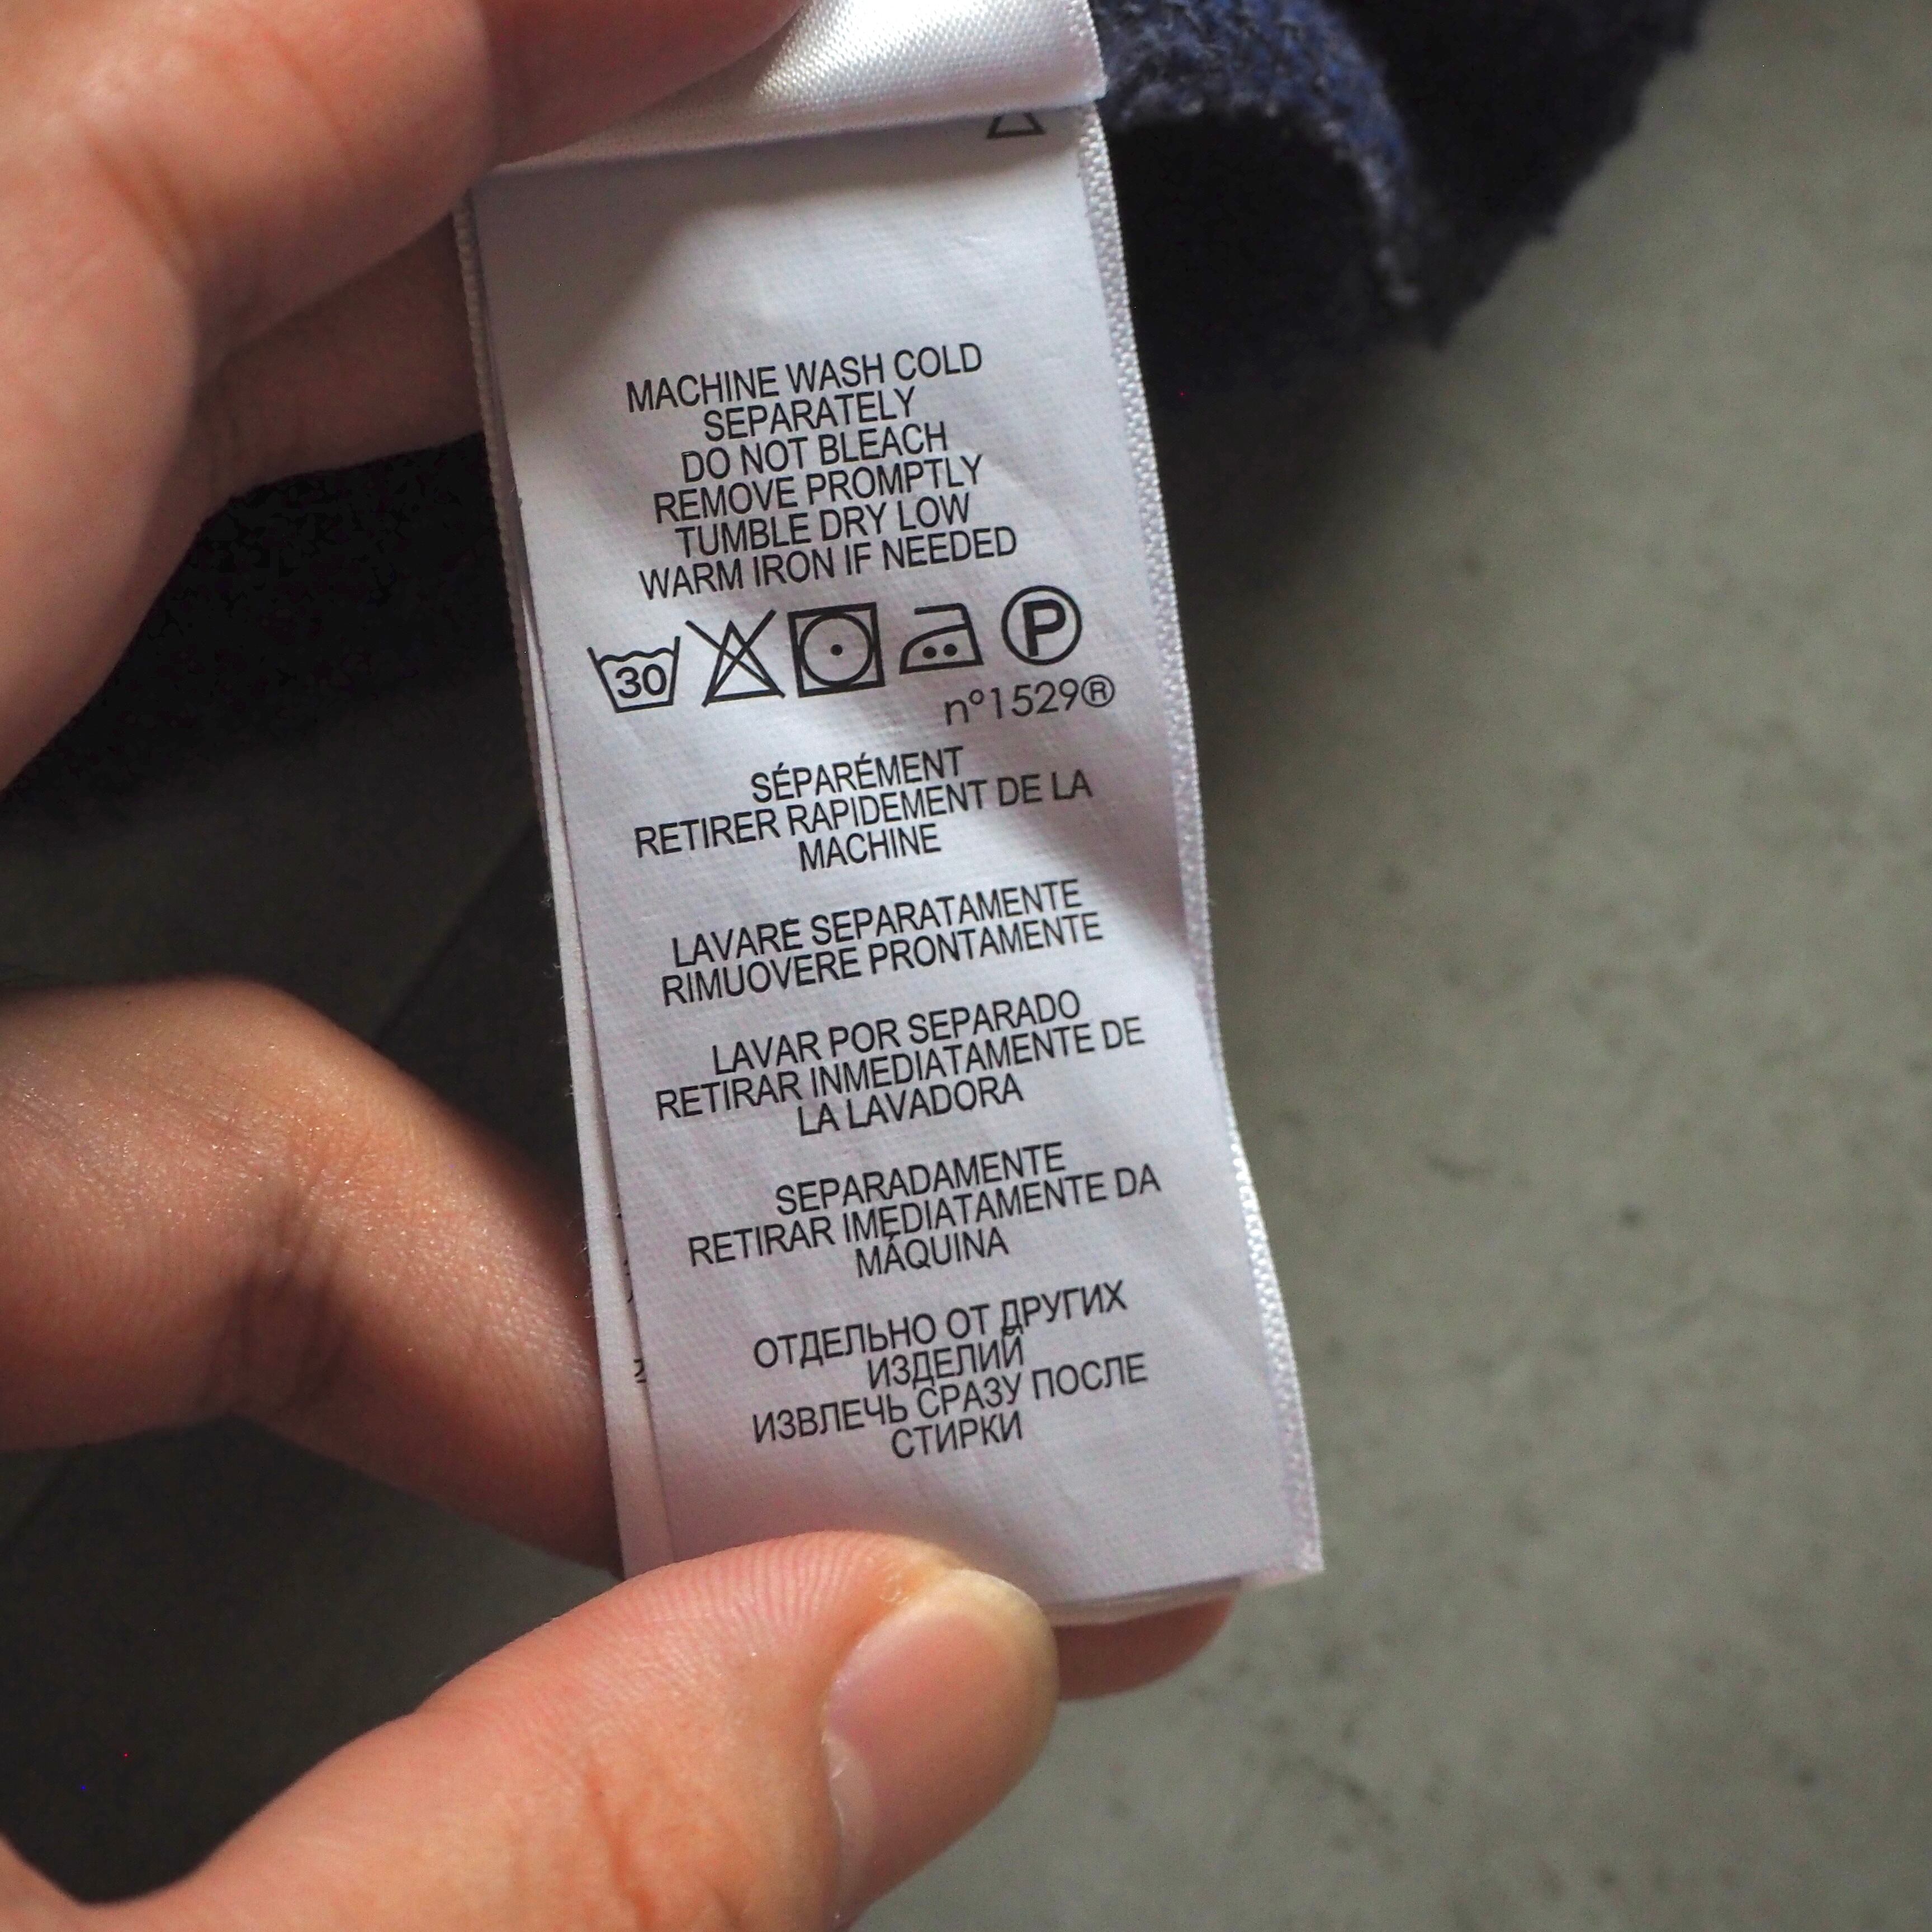 MACHINE WASH COLD
SEPARATELY
DO NOT BLEACH
REMOVE PROMPTLY
TUMBLE DRY LOW
WARM IRON IF NEEDED
30 P
n°1529®
SÉPARÉMENT
RETIRER RAPIDEMENT DE LA
MACHINE
LAVARE SEPARATAMENTE
RIMUOVERE PRONTAMENTE
LAVAR POR SEPARADO
RETIRAR INMEDIATAMENTE DE
LA LAVADORA
SEPARADAMENTE
RETIRAR IMEDIATAMENTE DA
MÁQUINA
ОТДЕЛЬНО ОТ ДРУГИХ
ИЗДЕЛИЙ
ИЗВЛЕЧЬ СРАЗУ ПОСЛЕ
СТИРКИ